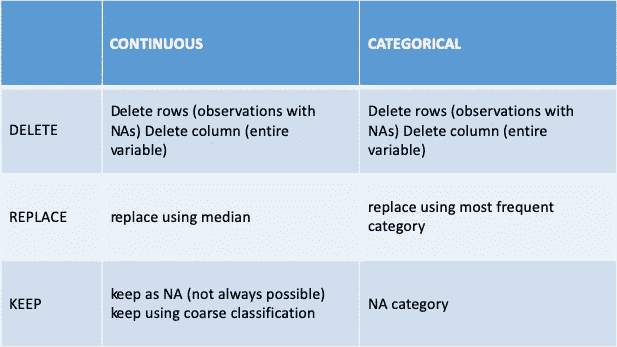 CONTINUOUS
CATEGORICAL
DELETE
Delete rows (observations with
NAs) Delete column (entire
variable)
Delete rows (observations with
NAs) Delete column (entire
variable)
REPLACE
replace using median
replace using most frequent
category
KEEP
keep as NA (not always possible)
keep using coarse classification
NA category